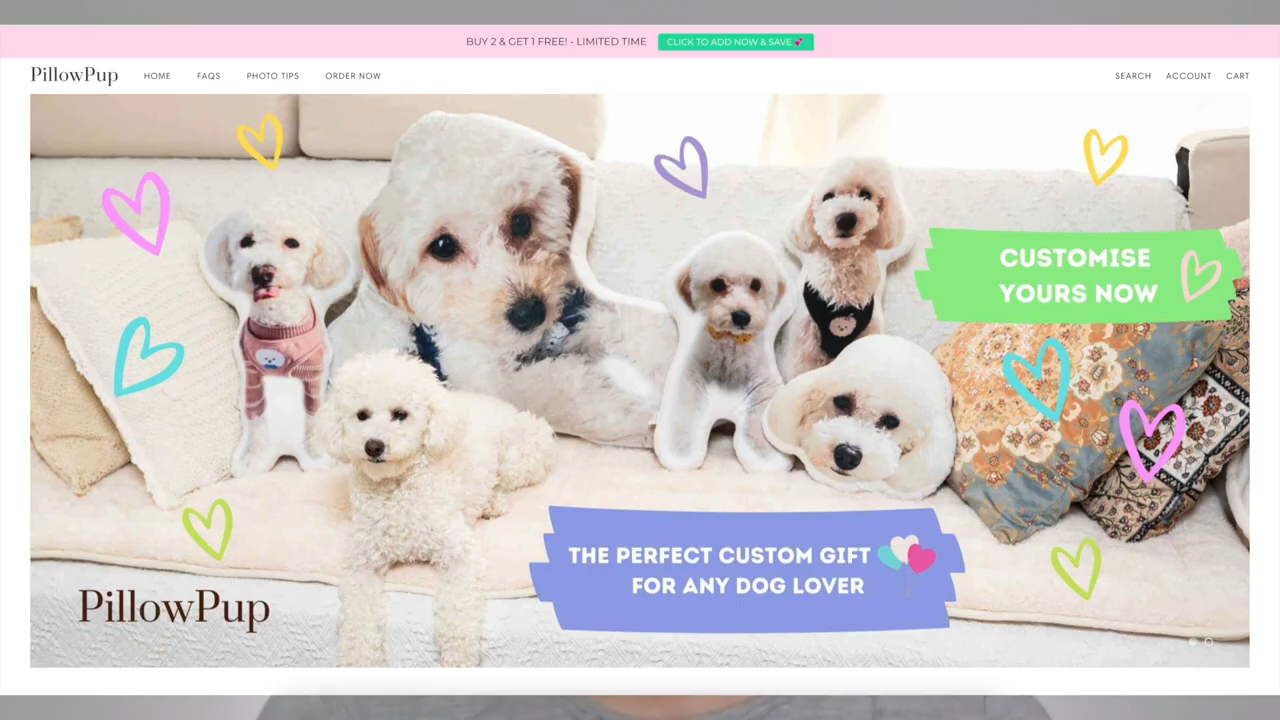 BUY 2 & GET 1 FREE! - LIMITED TIME
CLICK TO ADD NOW & SAVE 💕
PillowPup
HOME
FAQS
PHOTO TIPS
ORDER NOW
SEARCH
ACCOUNT
CART
CUSTOMISE
YOURS NOW
THE PERFECT CUSTOM GIFT
FOR ANY DOG LOVER
PillowPup